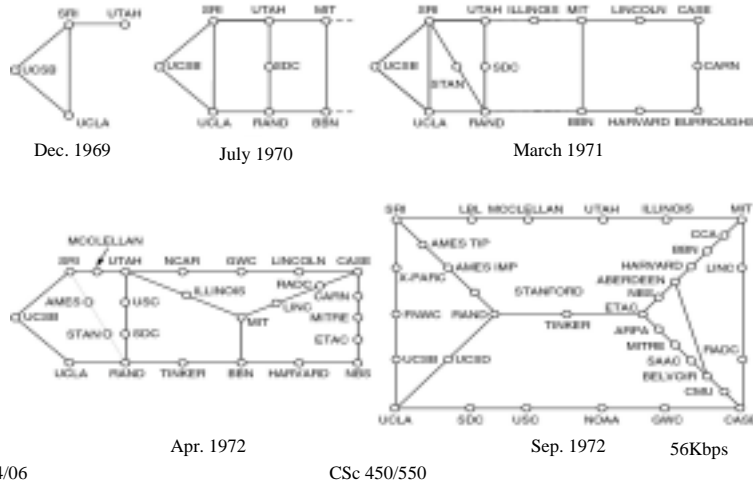 SRI UTAH
UCSB
UCLA
Dec. 1969
SRI UTAH MIT
UCSB SDC
UCLA RAND BBN
July 1970
SRI UTAH ILLINOIS MIT LINCOLN CASE
UCSB STAN SDC CARN
UCLA RAND BBN HARVARD BURROUGHS
March 1971
MCCLELLAN
SRI UTAH NCAR GWC LINCOLN CASE
AMES USC ILLINOIS RADC CARN
LINC
UCSB MIT MITRE
STAN SDC ETAC
UCLA RAND TINKER BBN HARVARD NBS
Apr. 1972
SRI LBL MCCLELLAN UTAH ILLINOIS MIT
AMES TIP CCA
BBN
AMES IMP HARVARD LINC
X-PARC ABERDEEN
STANFORD NBS
ETAC
FNWC RAND TINKER ARPA
MITRE RADC
UCSB UCSD SAAC
BELVOIR
CMU
UCLA SDC USC NOAA GWC CASE
Sep. 1972
56Kbps
4/06
CSc 450/550